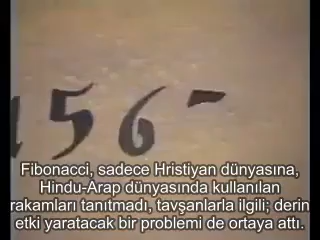 156-
Fibonacci, sadece Hristiyan dünyasına,
Hindu-Arap dünyasında kullanılan
rakamları tanıtmadı, tavşanlarla ilgili; derin
etki yaratacak bir problemi de ortaya attı.